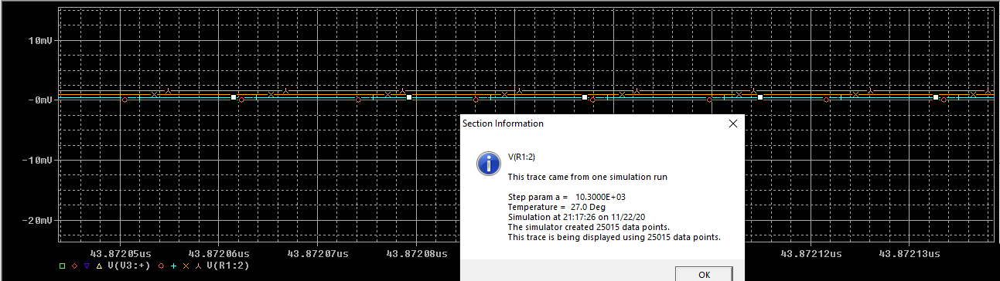 10mV
-0mV
-10mV
-20mV
Section Information
V(R1:2)
This trace came from one simulation run
Step param a =   10.3000E+03
Temperature =  27.0 Deg
Simulation at 21:17:26 on 11/22/20
The simulator created 25015 data points.
This trace is being displayed using 25015 data points.
OK
43.87205us 43.87206us 43.87207us 43.87208us 43.87212us 43.87213us
V(V3:+) V(R1:2)